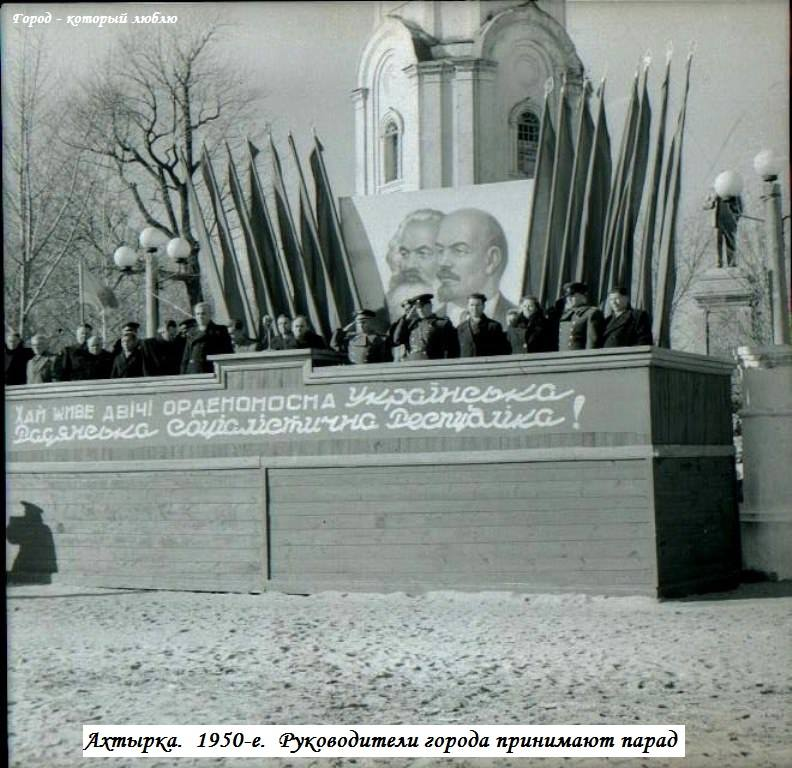 Город - который люблю
Хай живе двічі орденоносна Українська
Радянська Соціалістична Республіка!
Ахтырка. 1950-е. Руководители города принимают парад